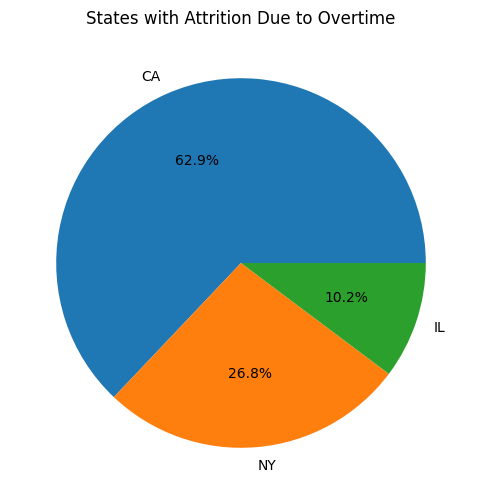 States with Attrition Due to Overtime
CA
62.9%
10.2%
IL
26.8%
NY